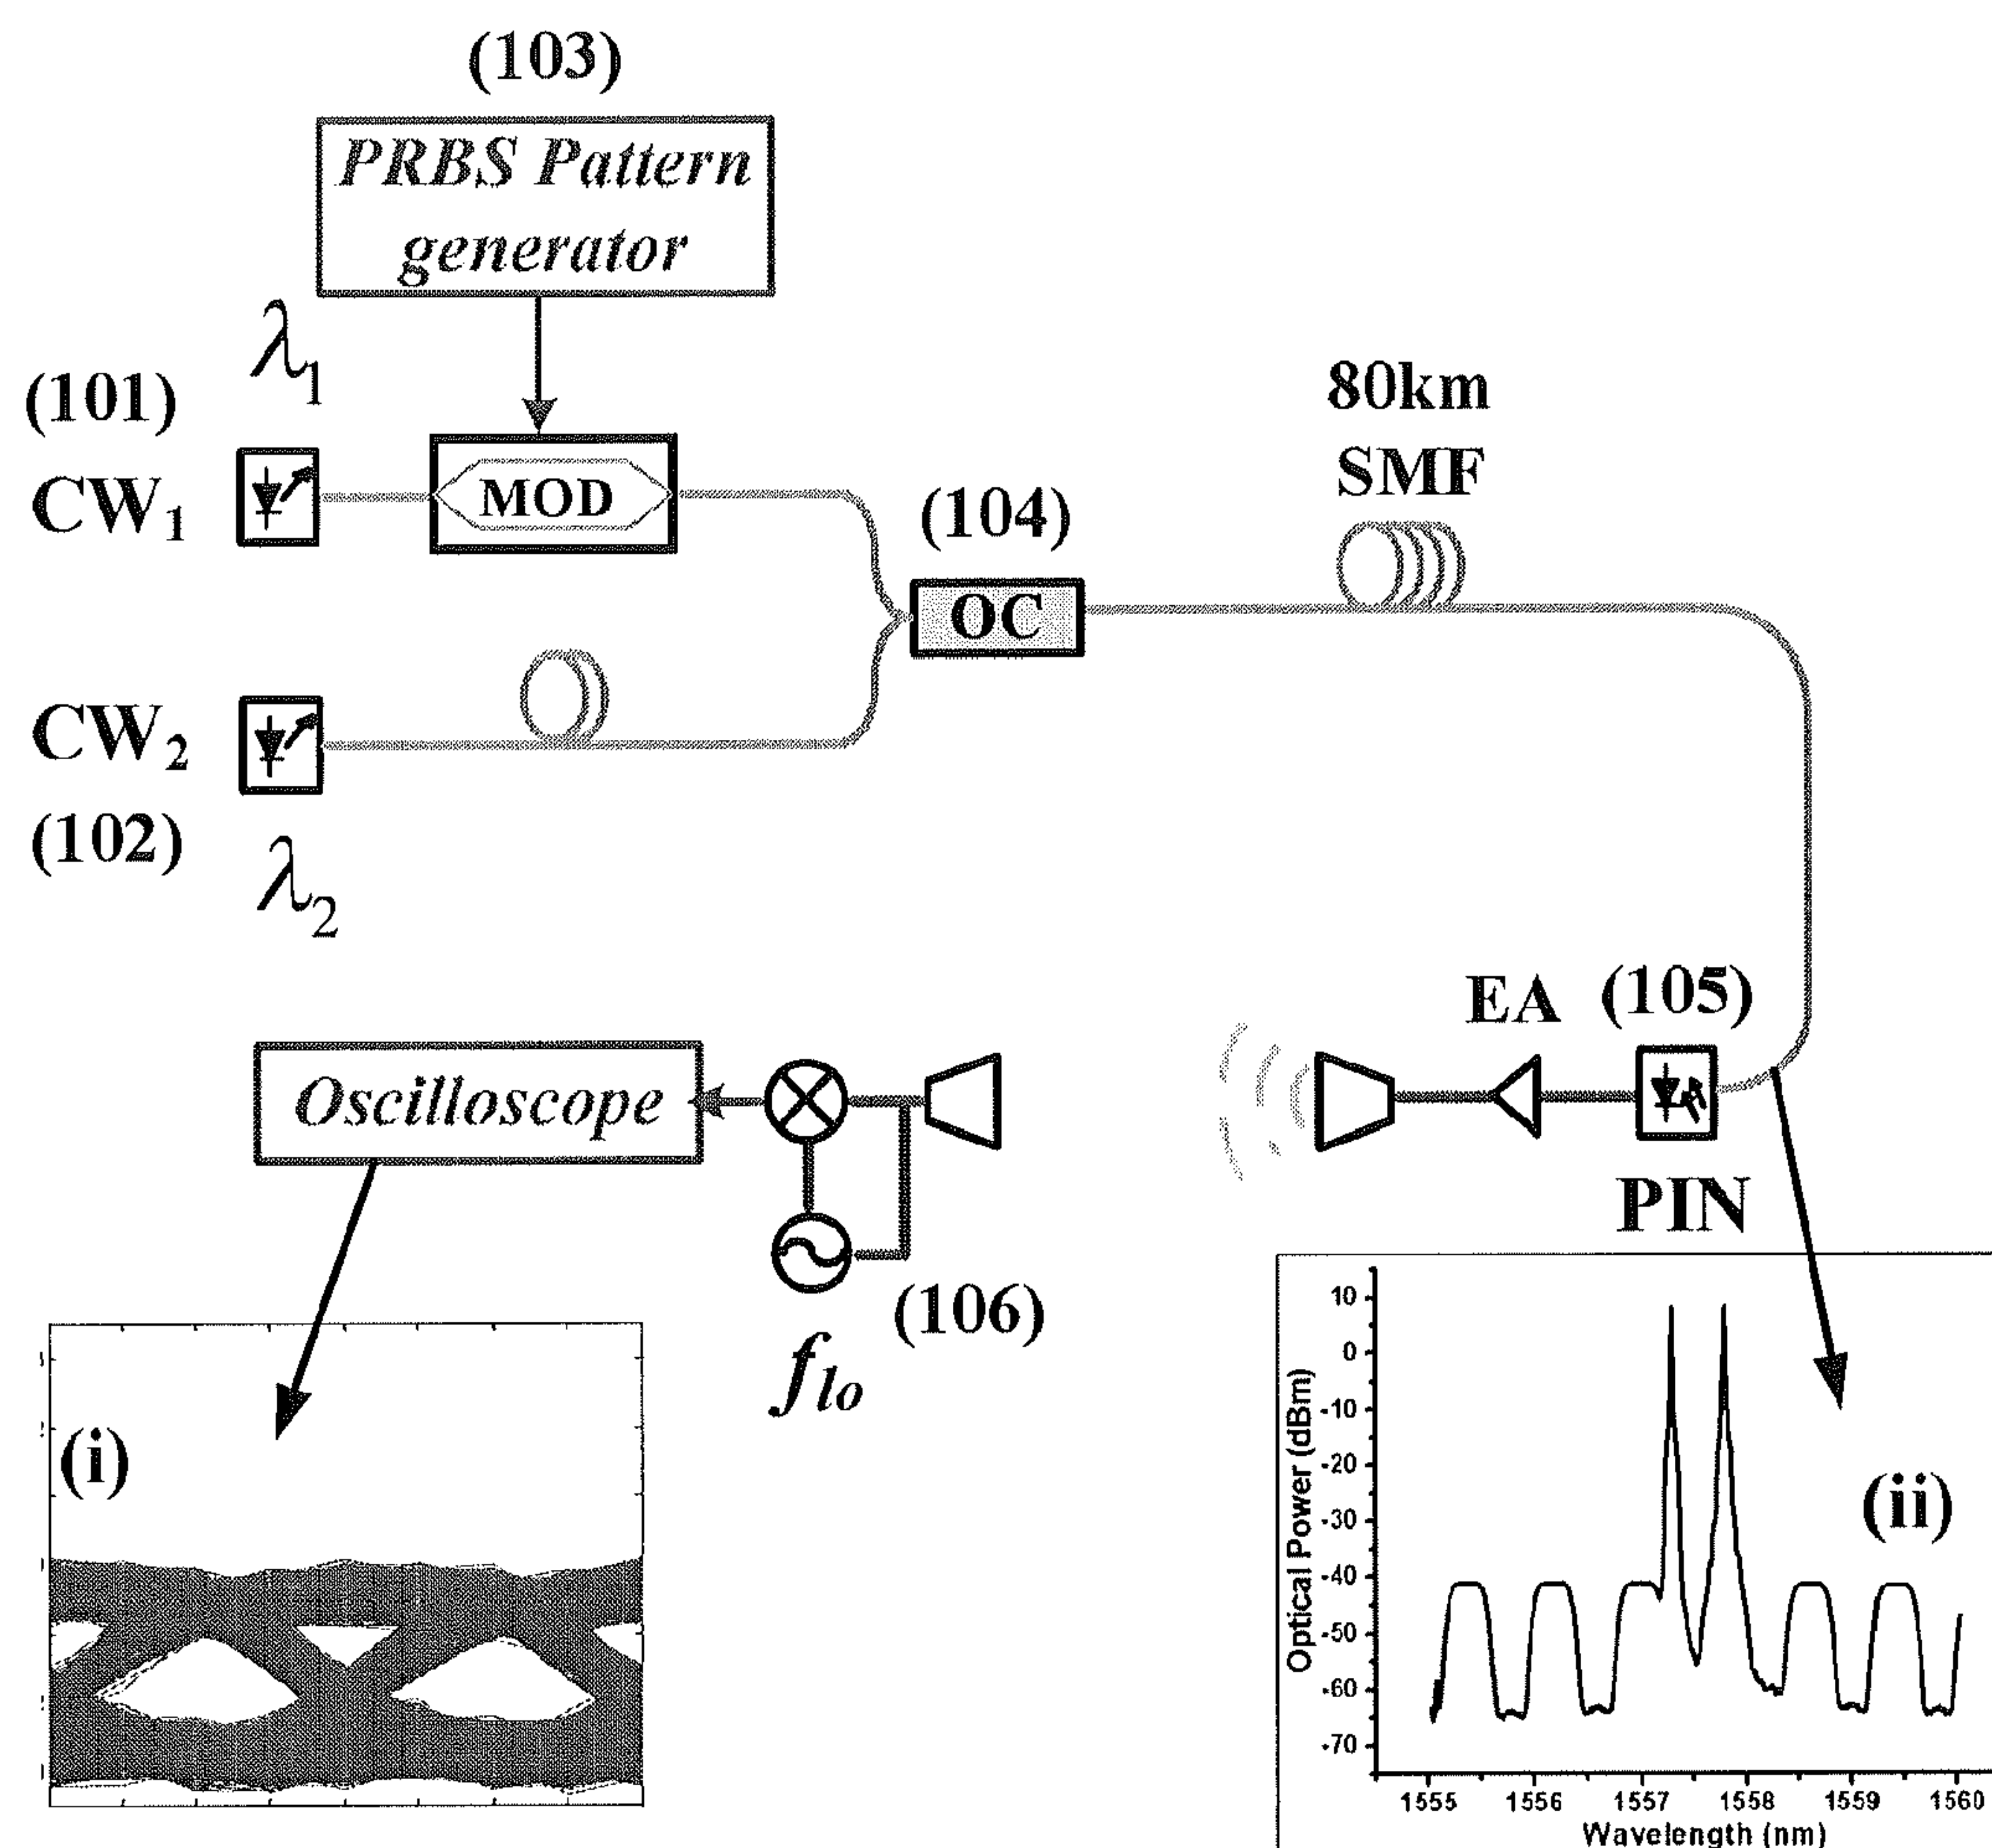 (103)
PRBS Pattern
generator
λ1
(101)
CW1
MOD
80km
SMF
(104)
OC
CW2
(102)
λ2
EA (105)
PIN
Oscilloscope
(106)
flo
(i)
(ii)
Optical Power (dBm)
10
0
-10
-20
-30
-40
-50
-60
-70
1555 1556 1557 1558 1559 1560
Wavelength (nm)